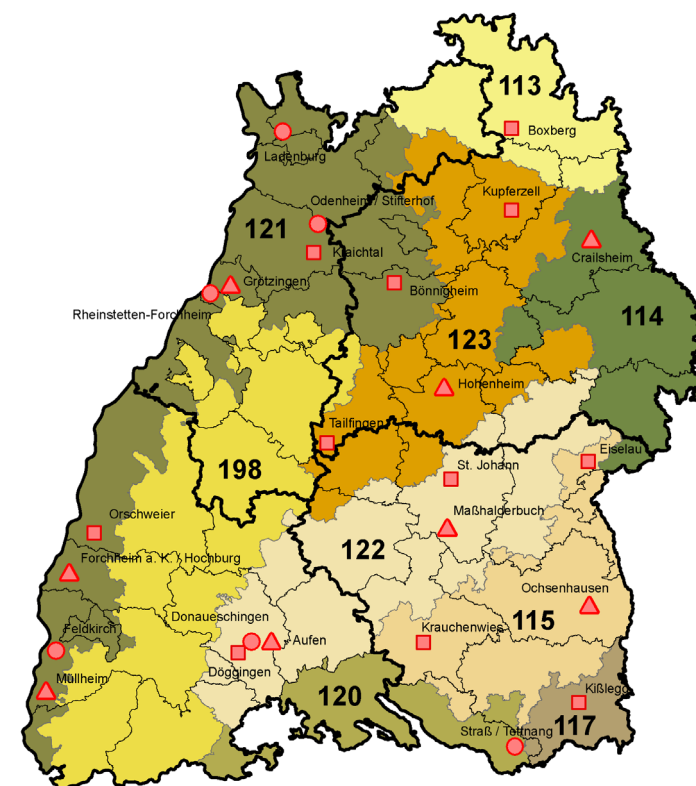 113
Boxberg
Ladenburg
Kupferzell
Odenheim / Stifterhof
121
Kraichtal
Crailsheim
Grötzingen
Bönnigheim
Rheinstetten-Forchheim
114
123
Hohenheim
Tailfingen
Eiselau
198
St. Johann
Orschweier
Maßhalderbuch
122
Forchheim a. K. / Hochburg
Ochsenhausen
Donaueschingen
115
Feldkirch
Krauchenwies
Aufen
Döggingen
Müllheim
120
Kißlegg
117
Straß / Tettnang